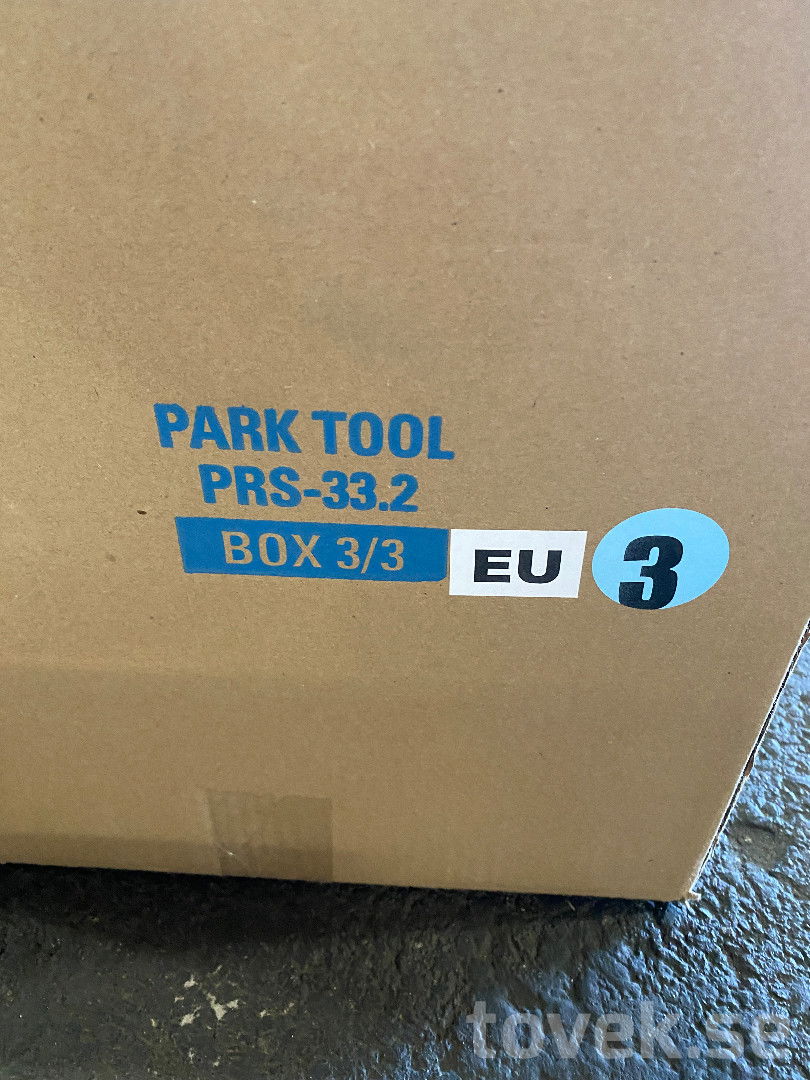 PARK TOOL
PRS-33.2
BOX 3/3 EU 3
tovek.se